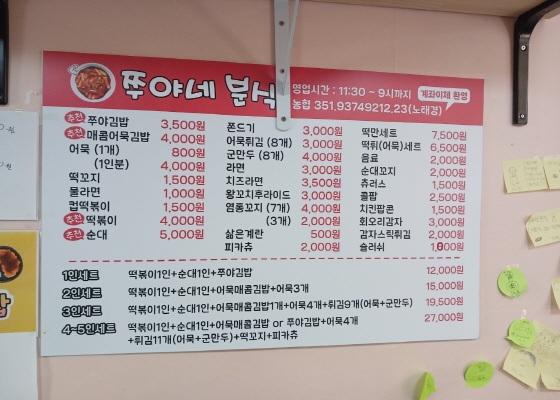 쭈야네 분식
영업시간 : 11:30 ~ 9시까지 계좌이체 환영
농협 351.93749212.23(노태경)
추천 쭈야김밥 3,500원
추천 매콤어묵김밥 4,000원
어묵 (1개) 800원
(1인분) 4,000원
떡꼬지 1,500원
물라면 1,000원
컵떡볶이 1,500원
추천 떡볶이 4,000원
추천 순대 5,000원
쫀드기 3,000원
어묵튀김 (8개) 3,000원
군만두 (8개) 4,000원
라면 3,000원
치즈라면 3,500원
왕꼬치후라이드 3,000원
염통꼬치 (7개) 4,000원
(3개) 2,000원
삶은계란 500원
피카츄 2,000원
떡만세트 7,500원
떡튀(어묵)세트 6,500원
음료 2,000원
순대꼬지 2,000원
츄러스 1,500원
콜팝 2,500원
치킨팝콘 1,500원
회오리감자 3,000원
감자스틱튀김 2,000원
슬러쉬
1인세트 떡볶이1인+순대1인+쭈야김밥 12,000원
2인세트 떡볶이1인+순대1인+어묵매콤김밥+어묵3개 15,000원
3인세트 떡볶이1인+순대1인+어묵매콤김밥1개+어묵4개+튀김9개(어묵+군만두) 19,500원
4~5인세트 떡볶이1인+순대1인+어묵매콤김밥 or 쭈야김밥+어묵4개 27,000원
+튀김11개(어묵+군만두)+떡꼬지+피카츄